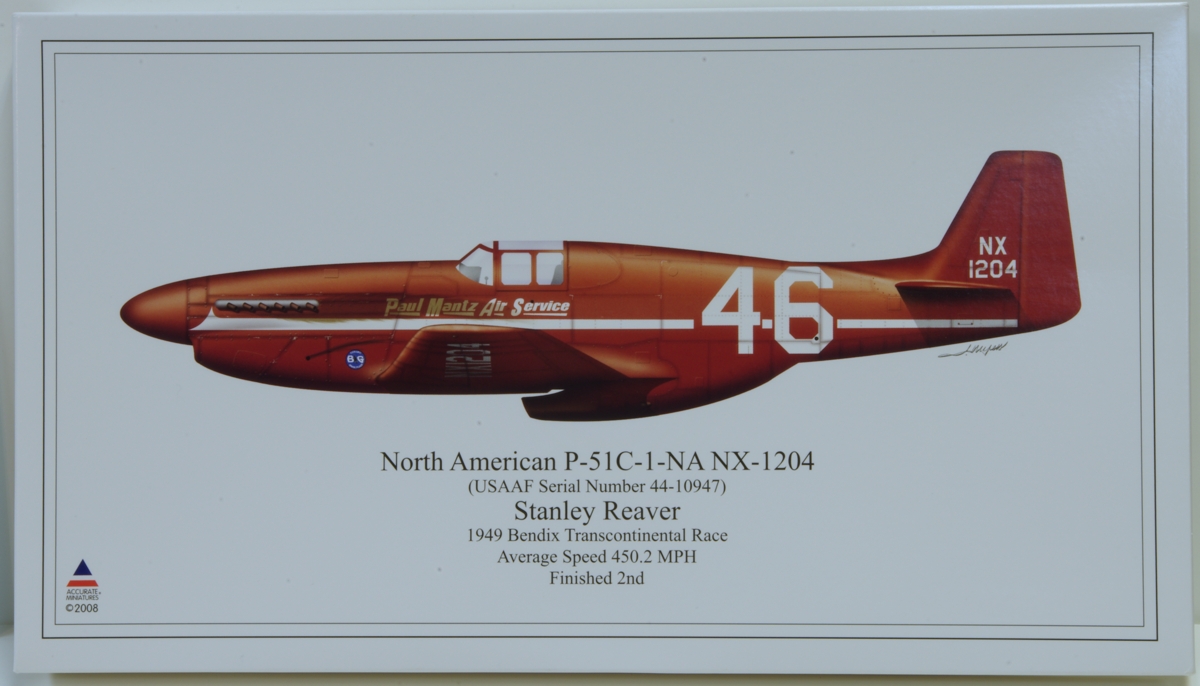 NX
1204
46
Paul Mantz Air Service
B&G
NX1204
North American P-51C-1-NA NX-1204
(USAAF Serial Number 44-10947)
Stanley Reaver
1949 Bendix Transcontinental Race
Average Speed 450.2 MPH
Finished 2nd
ACCURATE
MINIATURES
©2008